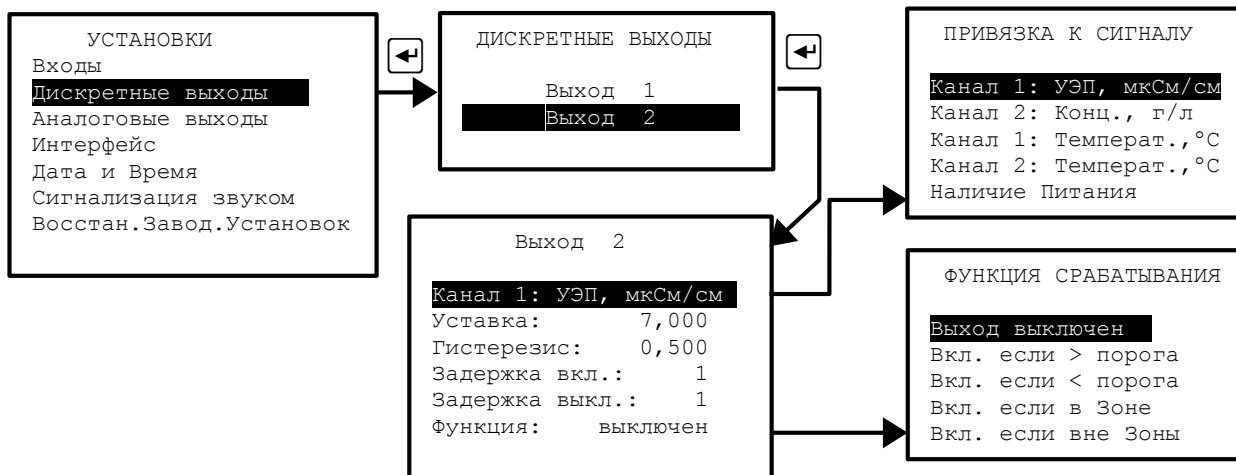 УСТАНОВКИ
Входы
Дискретные выходы
Аналоговые выходы
Интерфейс
Дата и Время
Сигнализация звуком
Восстан.Завод.Установок
ДИСКРЕТНЫЕ ВЫХОДЫ
Выход 1
Выход 2
Выход 2
Канал 1: УЭП, мкСм/см
Уставка: 7,000
Гистерезис: 0,500
Задержка вкл.: 1
Задержка выкл.: 1
Функция: выключен
ПРИВЯЗКА К СИГНАЛУ
Канал 1: УЭП, мкСм/см
Канал 2: Конц., г/л
Канал 1: Температ.,°С
Канал 2: Температ.,°С
Наличие Питания
ФУНКЦИЯ СРАБАТЫВАНИЯ
Выход выключен
Вкл. если > порога
Вкл. если < порога
Вкл. если в Зоне
Вкл. если вне Зоны